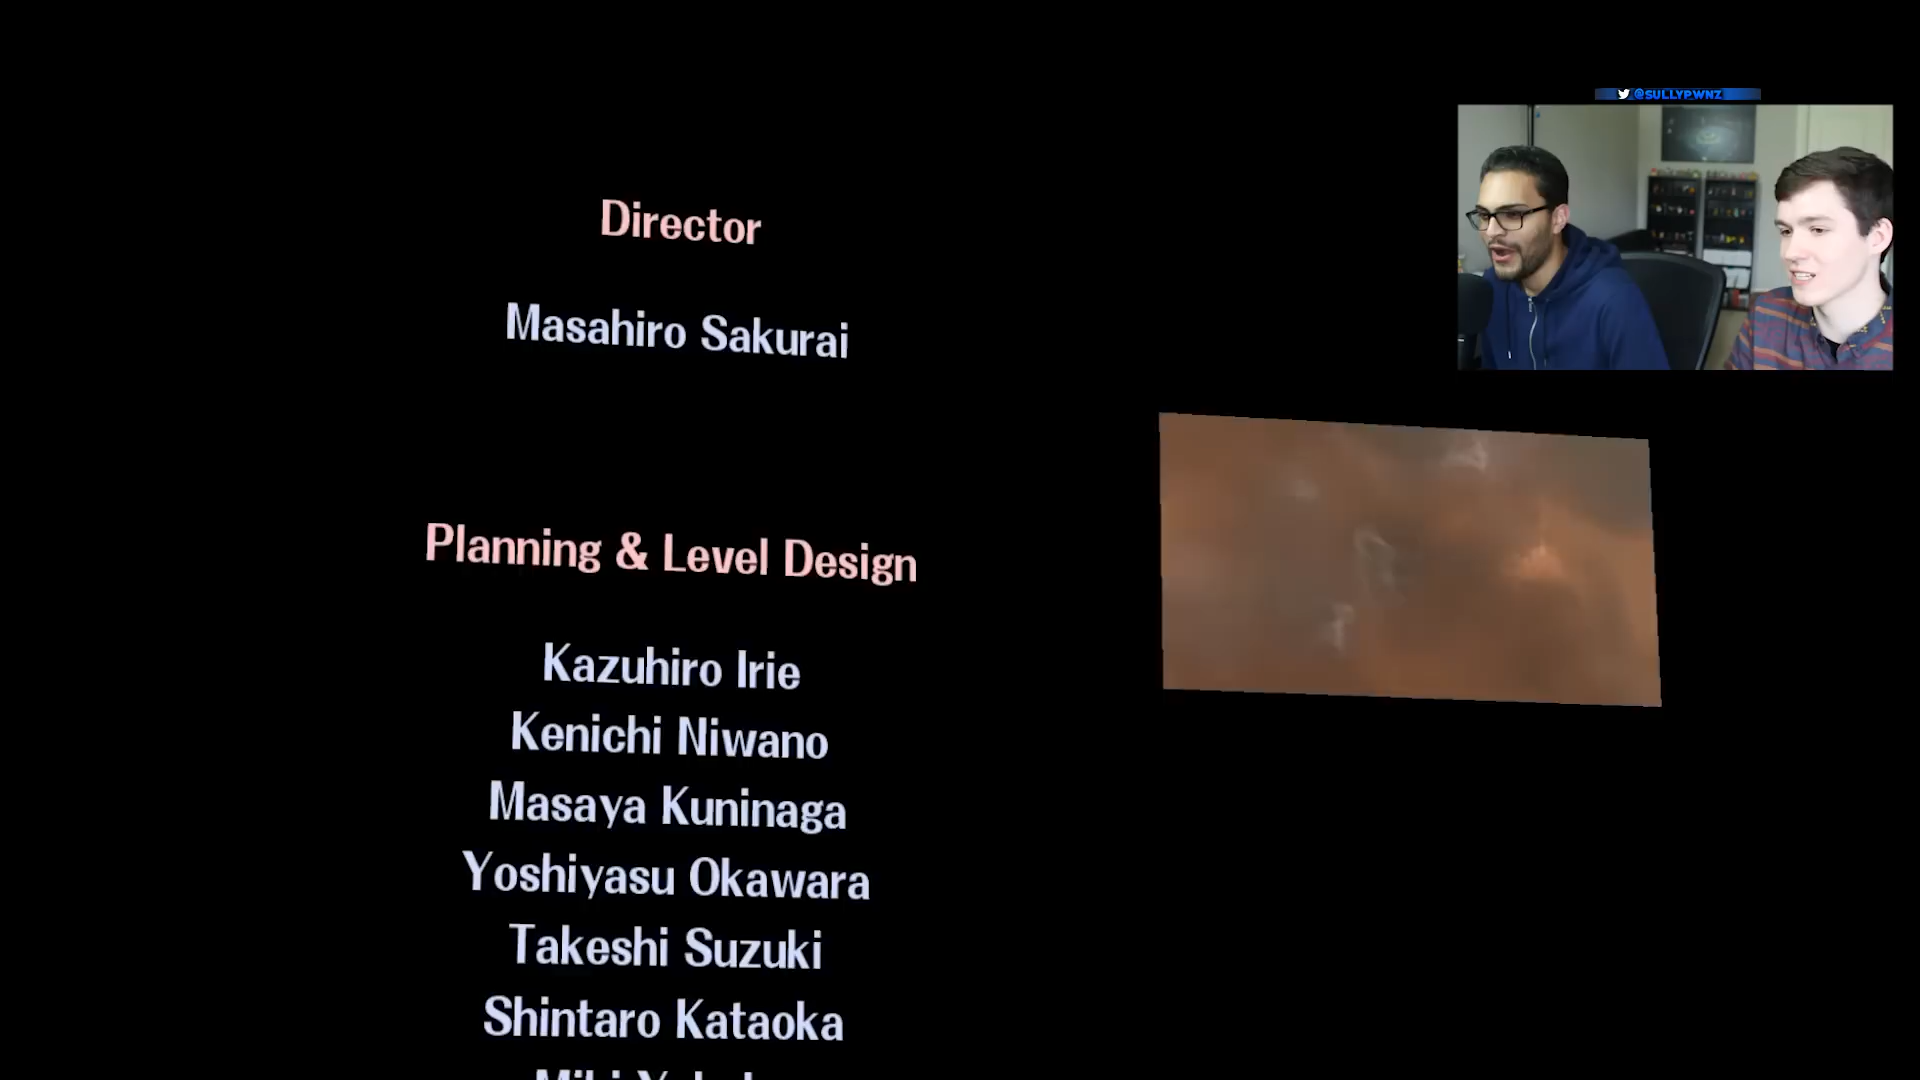 @SULLYPWNZ
Director
Masahiro Sakurai
Planning & Level Design
Kazuhiro Irie
Kenichi Niwano
Masaya Kuninaga
Yoshiyasu Okawara
Takeshi Suzuki
Shintaro Kataoka